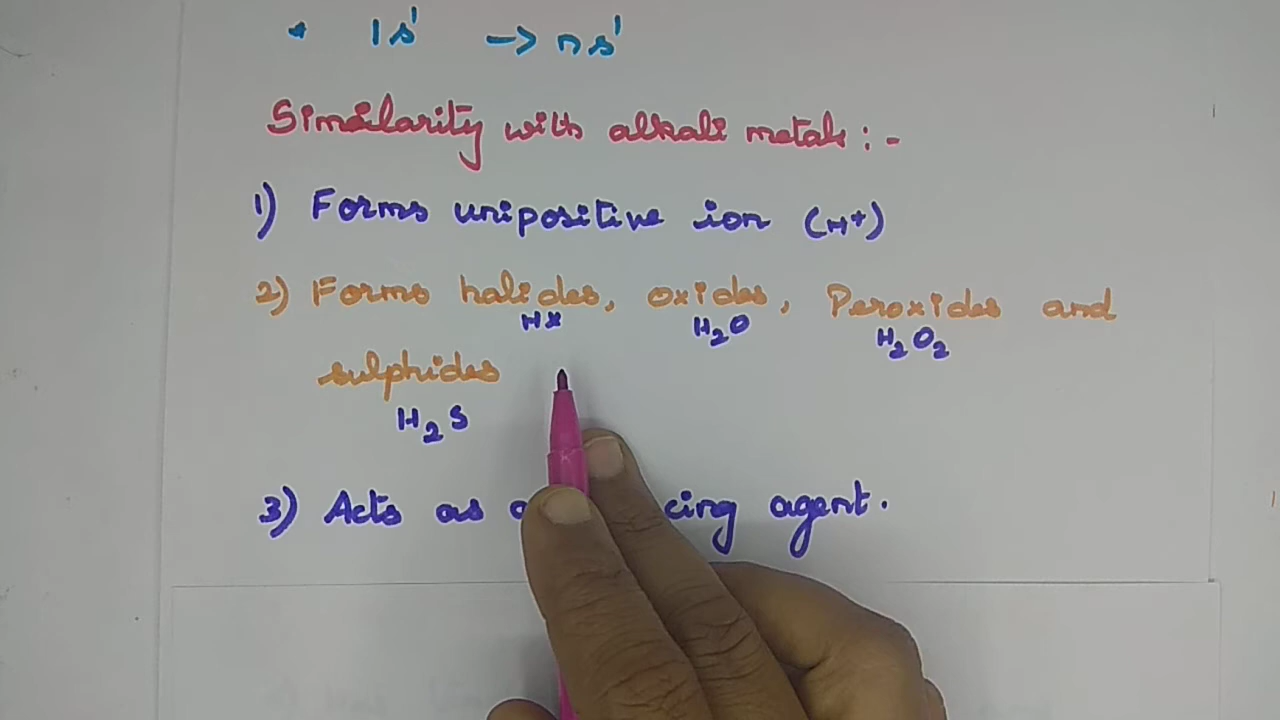 * 1s¹ → ns¹
Similarity with alkali metals :-
1) Forms unipositive ion (H⁺)
2) Forms halides, oxides, Peroxides and
HX H₂O H₂O₂
sulphides
H₂S
3) Acts as a cing agent.